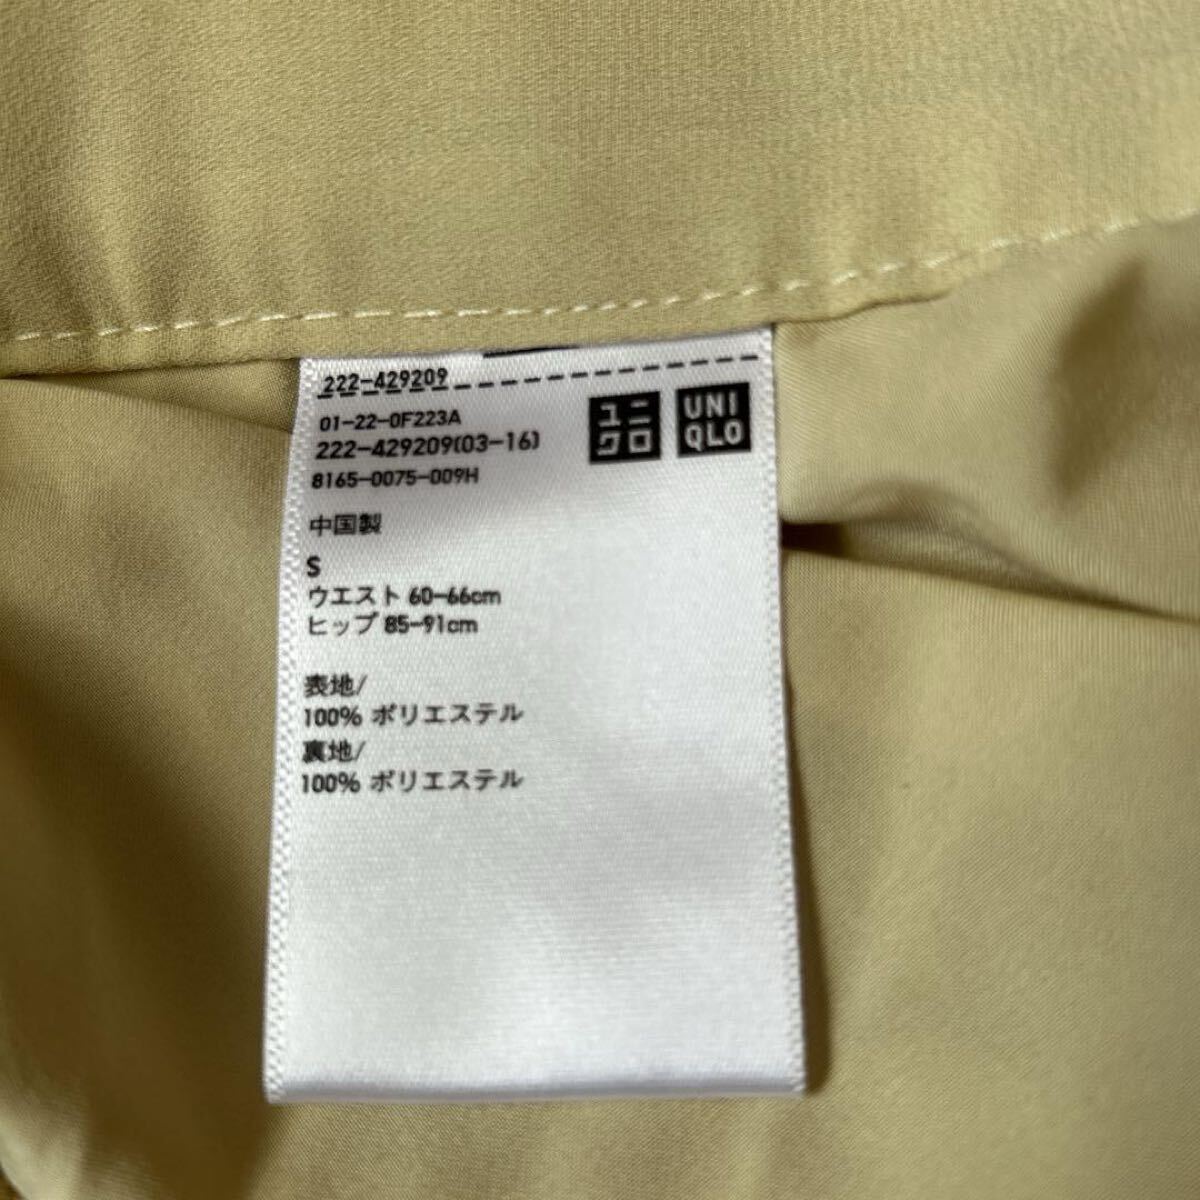 222-429209
01-22-0F223A
222-429209(03-16)
8165-0075-009H
ユニ
クロ
UNI
QLO
中国製
S
ウエスト 60-66cm
ヒップ 85-91cm
表地/
100% ポリエステル
裏地/
100% ポリエステル